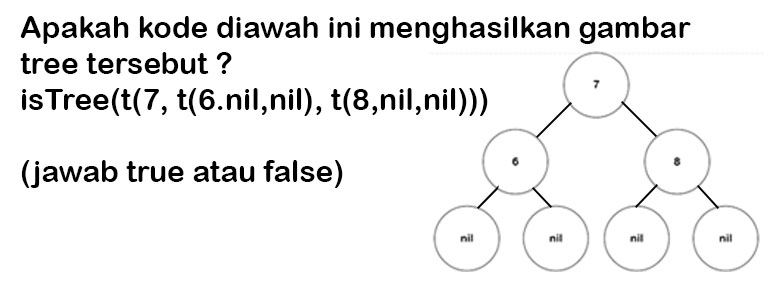 Apakah kode diawah ini menghasilkan gambar
tree tersebut ?
isTree(t(7, t(6.nil,nil), t(8,nil,nil)))
(jawab true atau false)
7
6
8
nil
nil
nil
nil